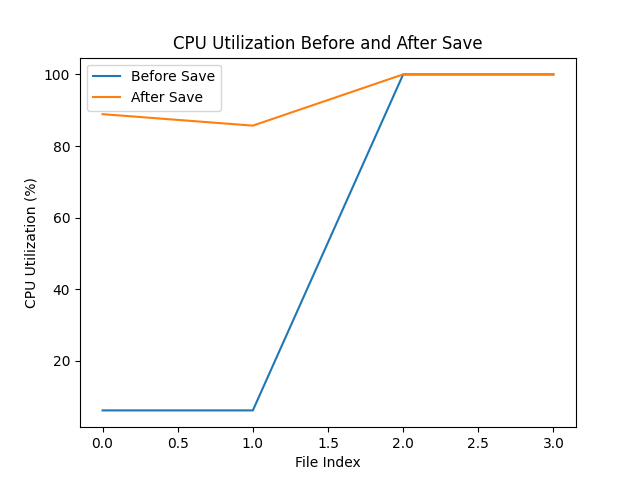 CPU Utilization Before and After Save
Before Save
After Save
100
80
60
40
20
CPU Utilization (%)
0.0 0.5 1.0 1.5 2.0 2.5 3.0
File Index